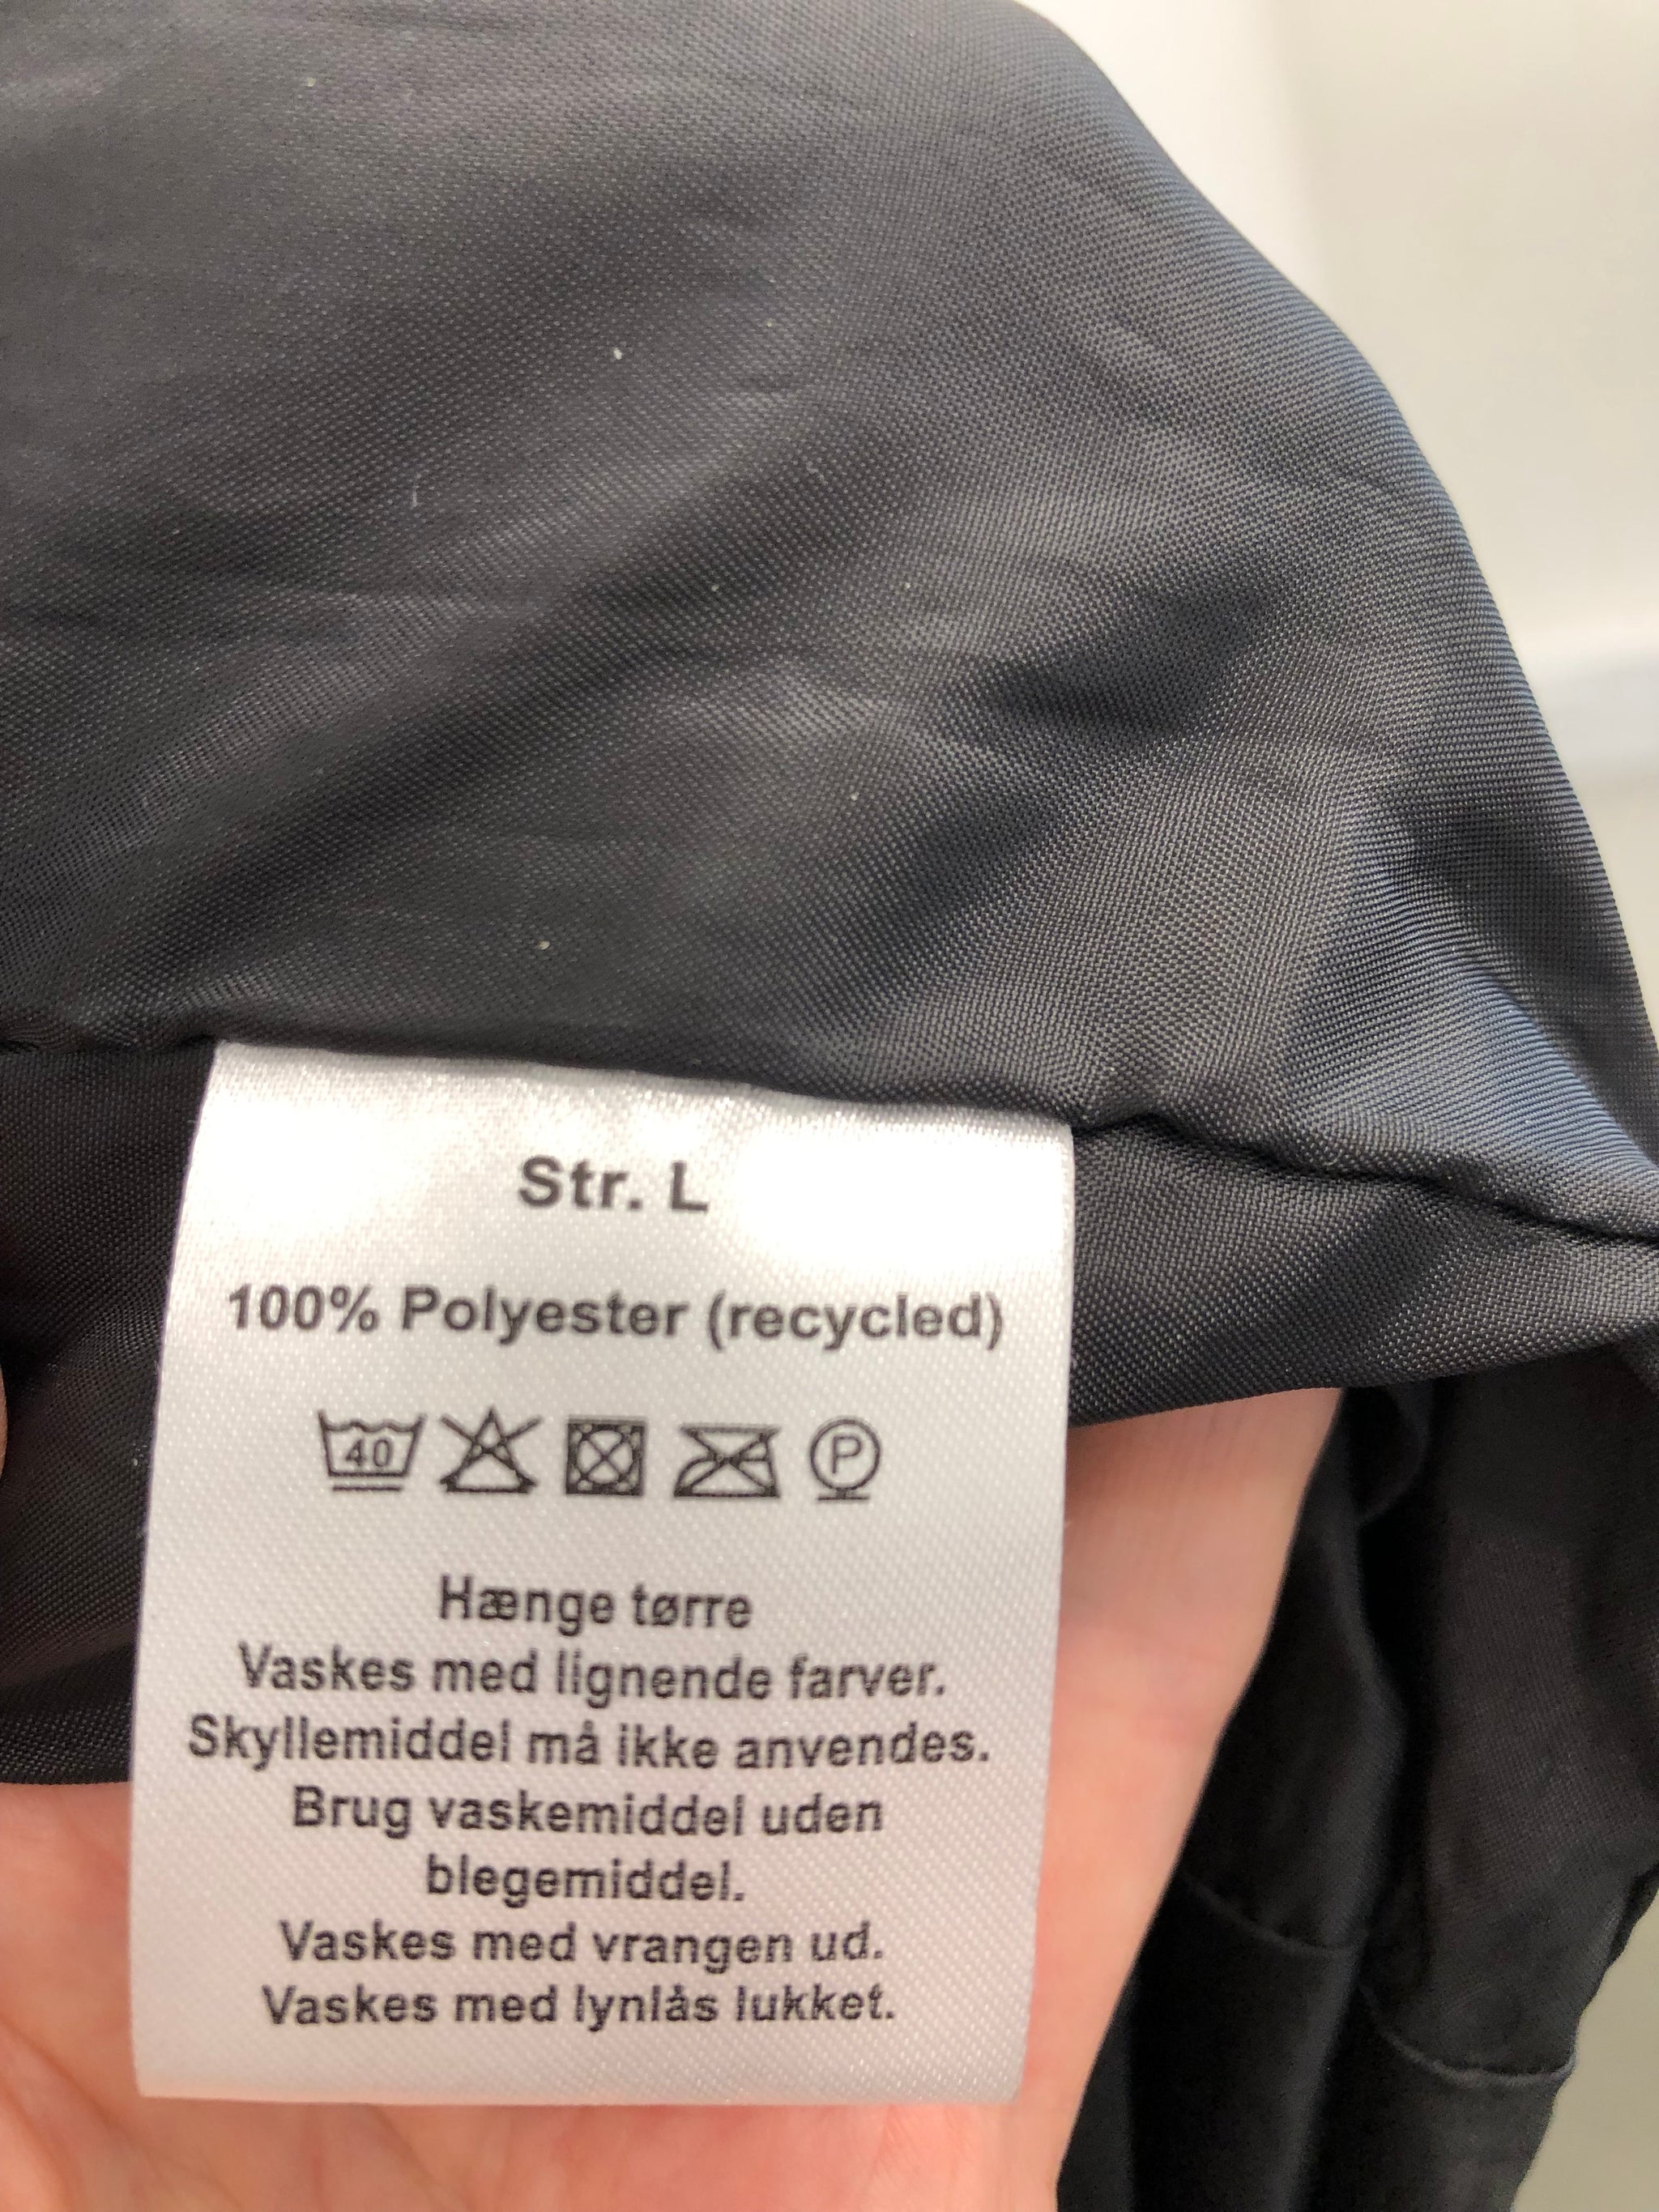 Str. L
100% Polyester (recycled)
40 P
Hænge tørre
Vaskes med lignende farver.
Skyllemiddel må ikke anvendes.
Brug vaskemiddel uden
blegemiddel.
Vaskes med vrangen ud.
Vaskes med lynlås lukket.